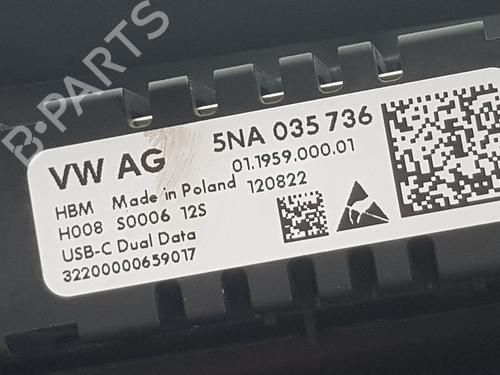 B-PARTS
VW AG 5NA 035 736
01.1959.000.01
HBM Made in Poland 120822
H008 S0006 12S
USB-C Dual Data
32200000659017